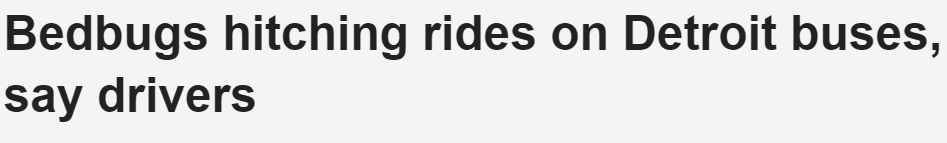 Bedbugs hitching rides on Detroit buses,
say drivers